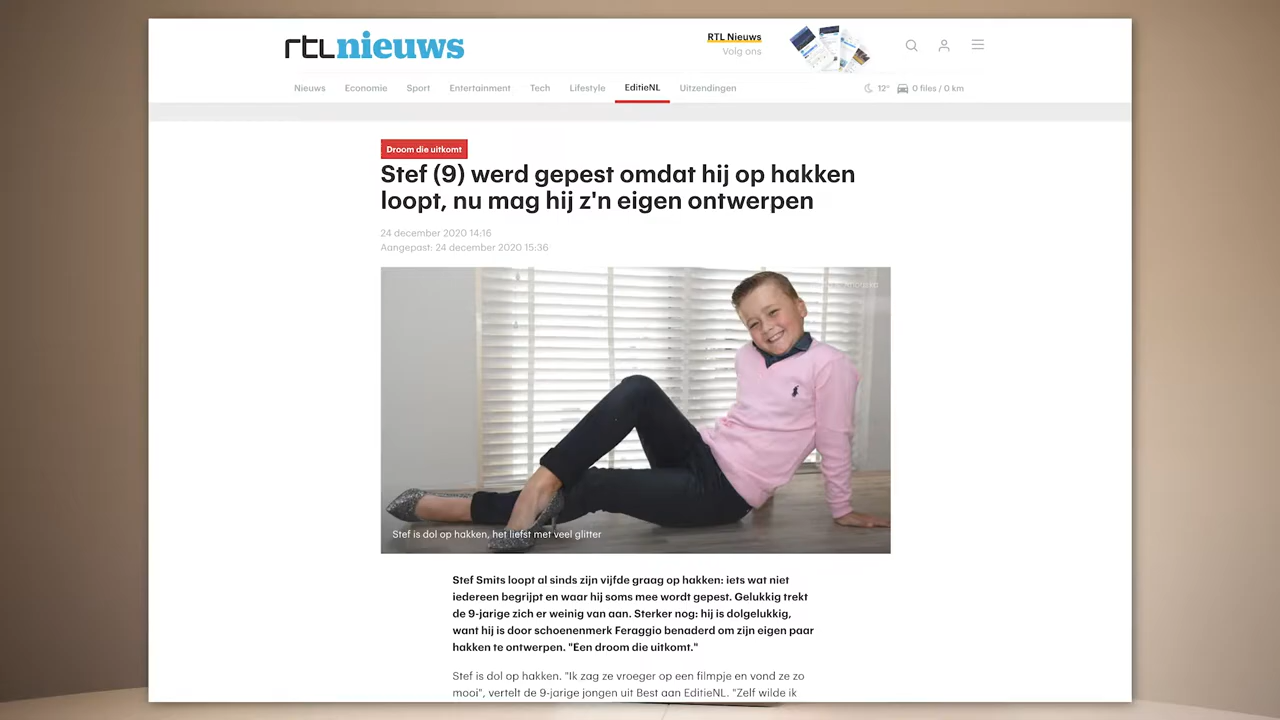 rtlnieuws
RTL Nieuws
Volg ons
Nieuws Economie Sport Entertainment Tech Lifestyle EditieNL Uitzendingen 12° 0 files / 0 km
Droom die uitkomt
Stef (9) werd gepest omdat hij op hakken
loopt, nu mag hij z'n eigen ontwerpen
24 december 2020 14:16
Aangepast: 24 december 2020 15:36
Stef is dol op hakken, het liefst met veel glitter
Stef Smits loopt al sinds zijn vijfde graag op hakken: iets wat niet
iedereen begrijpt en waar hij soms mee wordt gepest. Gelukkig trekt
de 9-jarige zich er weinig van aan. Sterker nog: hij is dolgelukkig,
want hij is door schoenenmerk Feraggio benaderd om zijn eigen paar
hakken te ontwerpen. "Een droom die uitkomt."
Stef is dol op hakken. "Ik zag ze vroeger op een filmpje en vond ze zo
mooi", vertelt de 9-jarige jongen uit Best aan EditieNL. "Zelf wilde ik